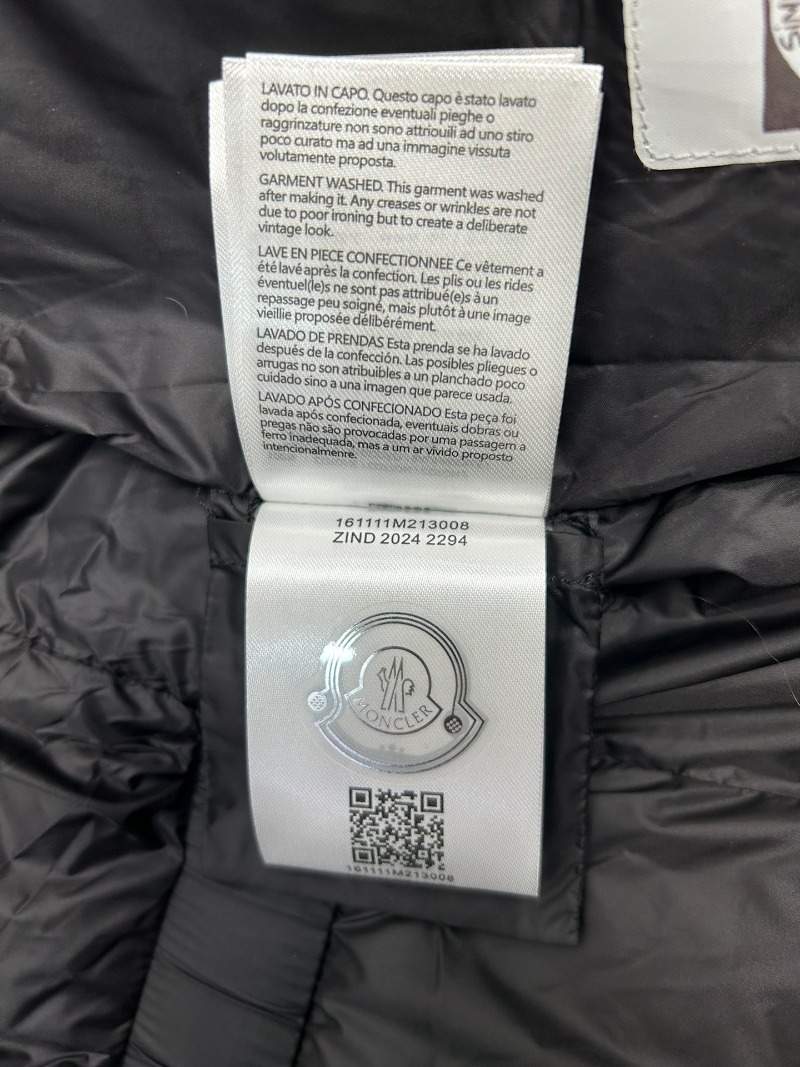 LAVATO IN CAPO. Questo capo è stato lavato
dopo la confezione eventuali pieghe o
raggrinzature non sono attriouili ad uno stiro
poco curato ma ad una immagine vissuta
volutamente proposta.
GARMENT WASHED. This garment was washed
after making it. Any creases or wrinkles are not
due to poor ironing but to create a deliberate
vintage look.
LAVE EN PIECE CONFECTIONNEE Ce vêtement a
été lavé après la confection. Les plis ou les rides
éventuel(le)s ne sont pas attribué(e)s à un
repassage peu soigné, mais plutôt à une image
vieillie proposée délibérément.
LAVADO DE PRENDAS Esta prenda se ha lavado
después de la confección. Las posibles pliegues o
arrugas no son atribuibles a un planchado poco
cuidado sino a una imagen que parece usada.
LAVADO APÓS CONFECIONADO Esta peça foi
lavada após confecionada, eventuais dobras ou
pregas não são provocadas por uma passagem a
ferro inadequada, mas a um ar vívido proposto
intencionalmenre.
161111M213008
ZIND 2024 2294
MONCLER
161111M213008